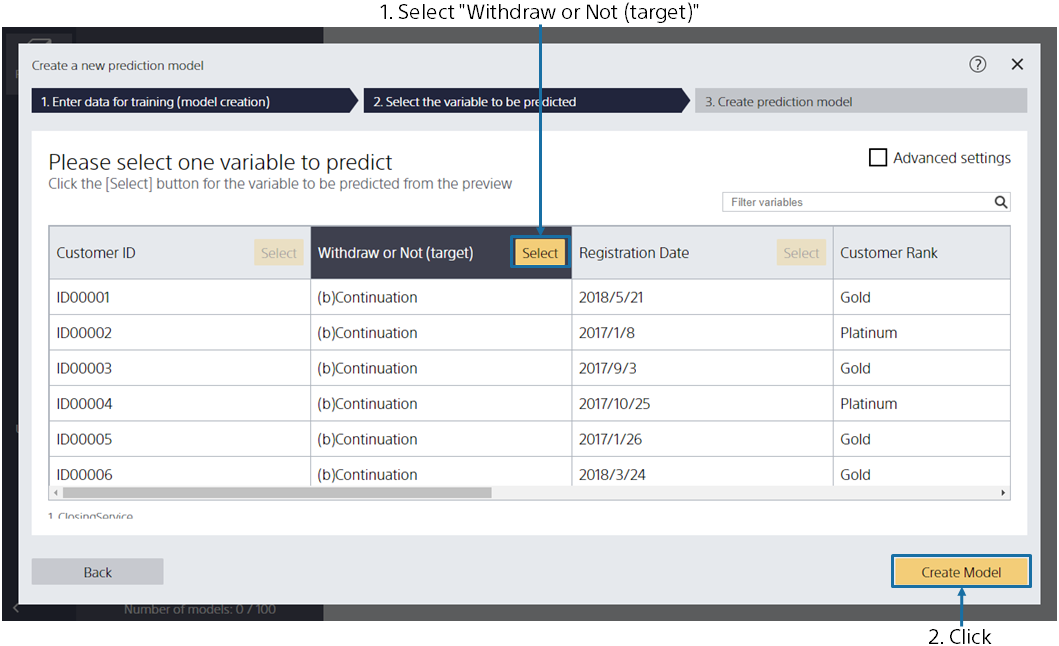 1. Select "Withdraw or Not (target)"
Create a new prediction model
1. Enter data for training (model creation) 2. Select the variable to be predicted 3. Create prediction model
Please select one variable to predict
Advanced settings
Click the [Select] button for the variable to be predicted from the preview
Filter variables
Customer ID Select Withdraw or Not (target) Select Registration Date Select Customer Rank
ID00001 (b)Continuation 2018/5/21 Gold
ID00002 (b)Continuation 2017/1/8 Platinum
ID00003 (b)Continuation 2017/9/3 Gold
ID00004 (b)Continuation 2017/10/25 Platinum
ID00005 (b)Continuation 2017/1/26 Gold
ID00006 (b)Continuation 2018/3/24 Gold
1. ClosingService
Back Create Model
Number of models: 0 / 100
2. Click